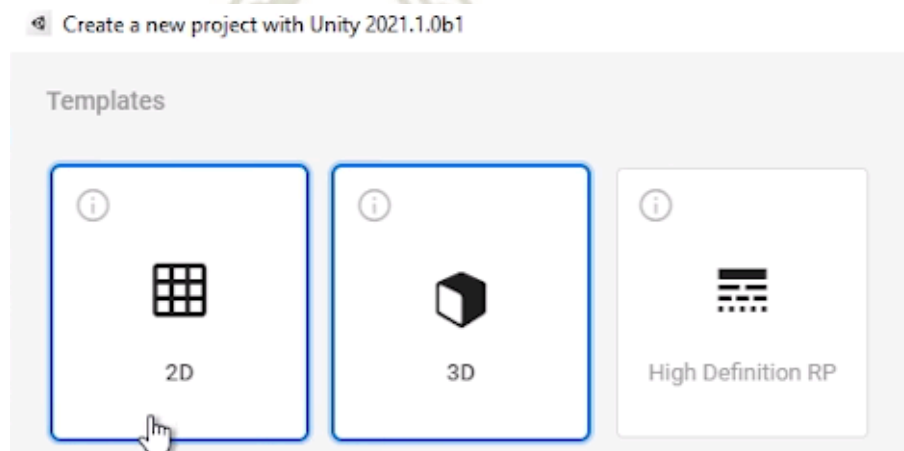 Create a new project with Unity 2021.1.0b1
Templates
2D
3D
High Definition RP